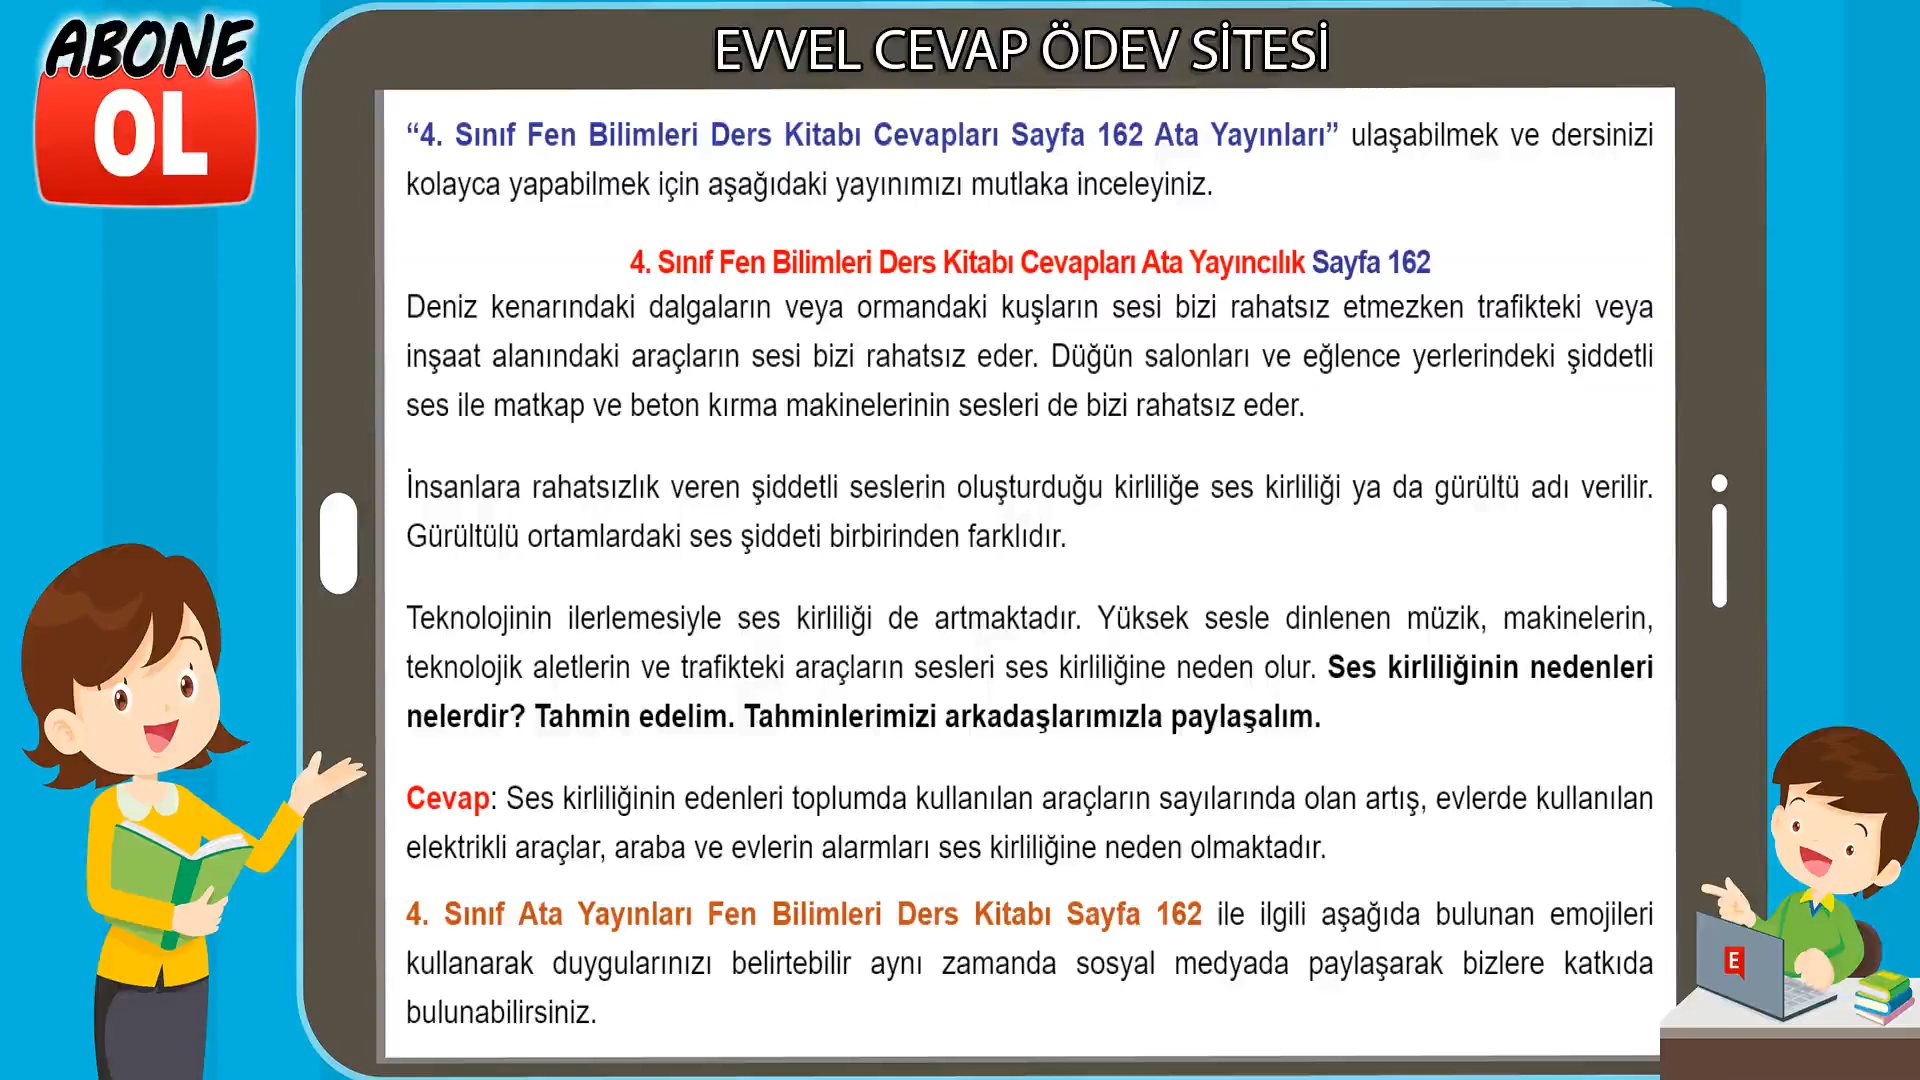 ABONE
OL
EVVEL CEVAP ÖDEV SİTESİ
“4. Sınıf Fen Bilimleri Ders Kitabı Cevapları Sayfa 162 Ata Yayınları” ulaşabilmek ve dersinizi
kolayca yapabilmek için aşağıdaki yayınımızı mutlaka inceleyiniz.
4. Sınıf Fen Bilimleri Ders Kitabı Cevapları Ata Yayıncılık Sayfa 162
Deniz kenarındaki dalgaların veya ormandaki kuşların sesi bizi rahatsız etmezken trafikteki veya
inşaat alanındaki araçların sesi bizi rahatsız eder. Düğün salonları ve eğlence yerlerindeki şiddetli
ses ile matkap ve beton kırma makinelerinin sesleri de bizi rahatsız eder.
İnsanlara rahatsızlık veren şiddetli seslerin oluşturduğu kirliliğe ses kirliliği ya da gürültü adı verilir.
Gürültülü ortamlardaki ses şiddeti birbirinden farklıdır.
Teknolojinin ilerlemesiyle ses kirliliği de artmaktadır. Yüksek sesle dinlenen müzik, makinelerin,
teknolojik aletlerin ve trafikteki araçların sesleri ses kirliliğine neden olur. Ses kirliliğinin nedenleri
nelerdir? Tahmin edelim. Tahminlerimizi arkadaşlarımızla paylaşalım.
Cevap: Ses kirliliğinin edenleri toplumda kullanılan araçların sayılarında olan artış, evlerde kullanılan
elektrikli araçlar, araba ve evlerin alarmları ses kirliliğine neden olmaktadır.
4. Sınıf Ata Yayınları Fen Bilimleri Ders Kitabı Sayfa 162 ile ilgili aşağıda bulunan emojileri
kullanarak duygularınızı belirtebilir aynı zamanda sosyal medyada paylaşarak bizlere katkıda
bulunabilirsiniz.
E